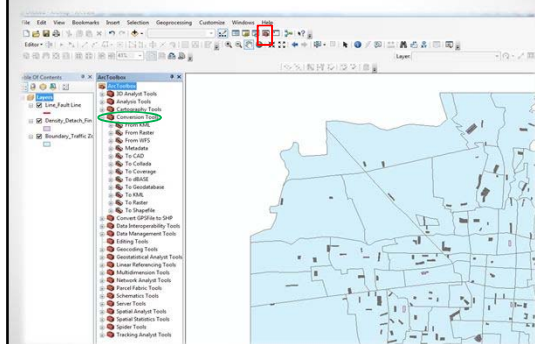 File Edit View Bookmarks Insert Selection Geoprocessing Customize Windows Help
Editor
Layer:
Table Of Contents
Layers
Line_Fault Line
Density_Detach_Fin
Boundary_Traffic Zo
ArcToolbox
ArcToolbox
3D Analyst Tools
Analysis Tools
Cartography Tools
Conversion Tools
From KML
From Raster
From WFS
Metadata
To CAD
To Collada
To Coverage
To dBASE
To Geodatabase
To KML
To Raster
To Shapefile
Convert GPSFile to SHP
Data Interoperability Tools
Data Management Tools
Editing Tools
Geocoding Tools
Geostatistical Analyst Tools
Linear Referencing Tools
Multidimension Tools
Network Analyst Tools
Parcel Fabric Tools
Schematics Tools
Server Tools
Spatial Analyst Tools
Spatial Statistics Tools
Spider Tools
Tracking Analyst Tools